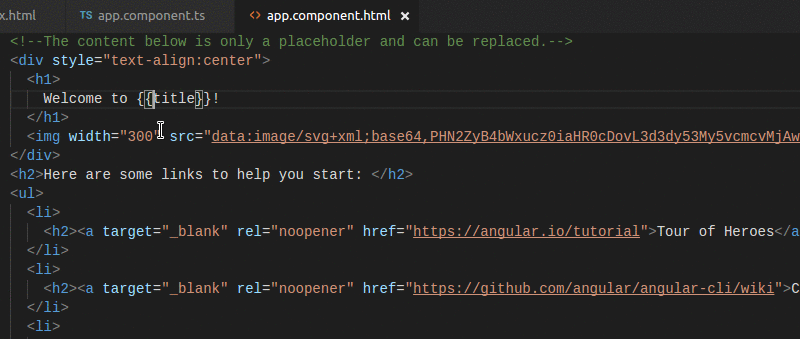 x.html TS app.component.ts <> app.component.html ×
<!--The content below is only a placeholder and can be replaced.-->
<div style="text-align:center">
  <h1>
    Welcome to {{title}}!
  </h1>
  <img width="300" src="data:image/svg+xml;base64,PHN2ZyB4bWxucz0iaHR0cDovL3d3dy53My5vcmcvMjAw
</div>
<h2>Here are some links to help you start: </h2>
<ul>
  <li>
    <h2><a target="_blank" rel="noopener" href="https://angular.io/tutorial">Tour of Heroes</a
  </li>
  <li>
    <h2><a target="_blank" rel="noopener" href="https://github.com/angular/angular-cli/wiki">C
  </li>
  <li>